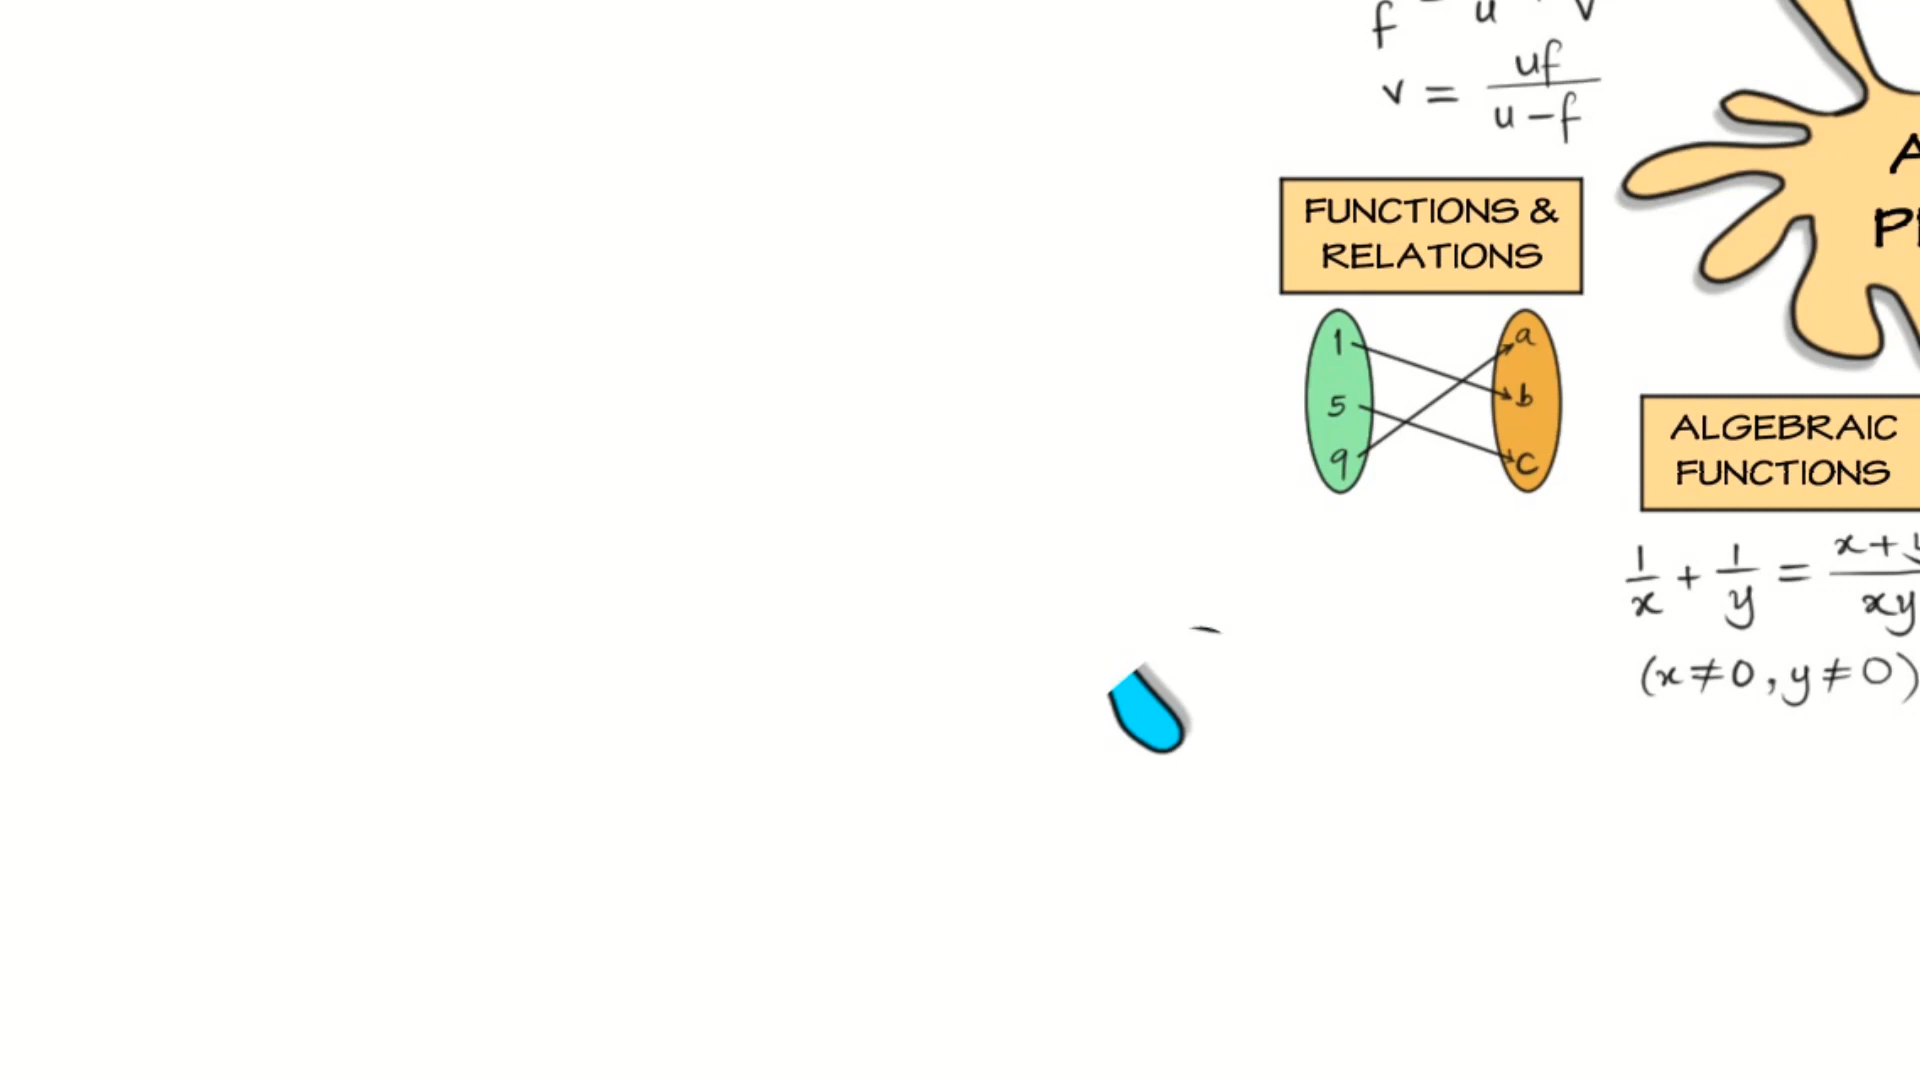 v = uf / u-f
FUNCTIONS &
RELATIONS
1
5
9
a
b
c
ALGEBRAIC
FUNCTIONS
1/x + 1/y =
(x≠0, y≠0)